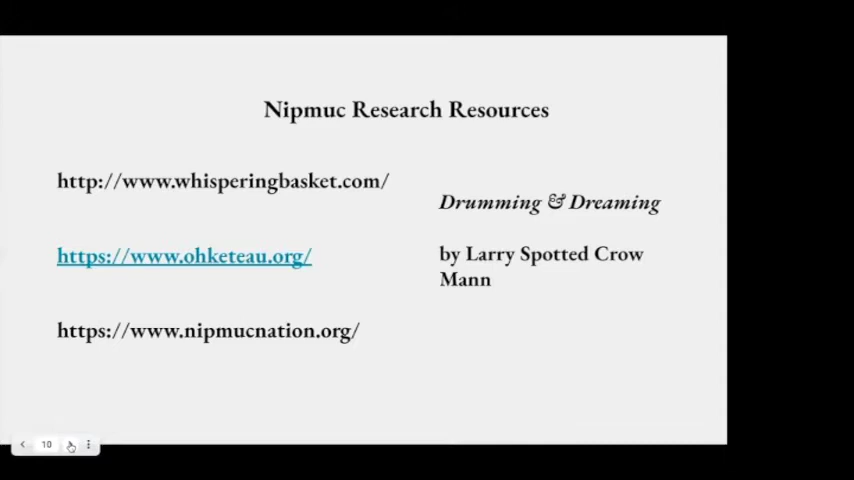 Nipmuc Research Resources
http://www.whisperingbasket.com/
https://www.ohketeau.org/
https://www.nipmucnation.org/
Drumming & Dreaming
by Larry Spotted Crow
Mann
10